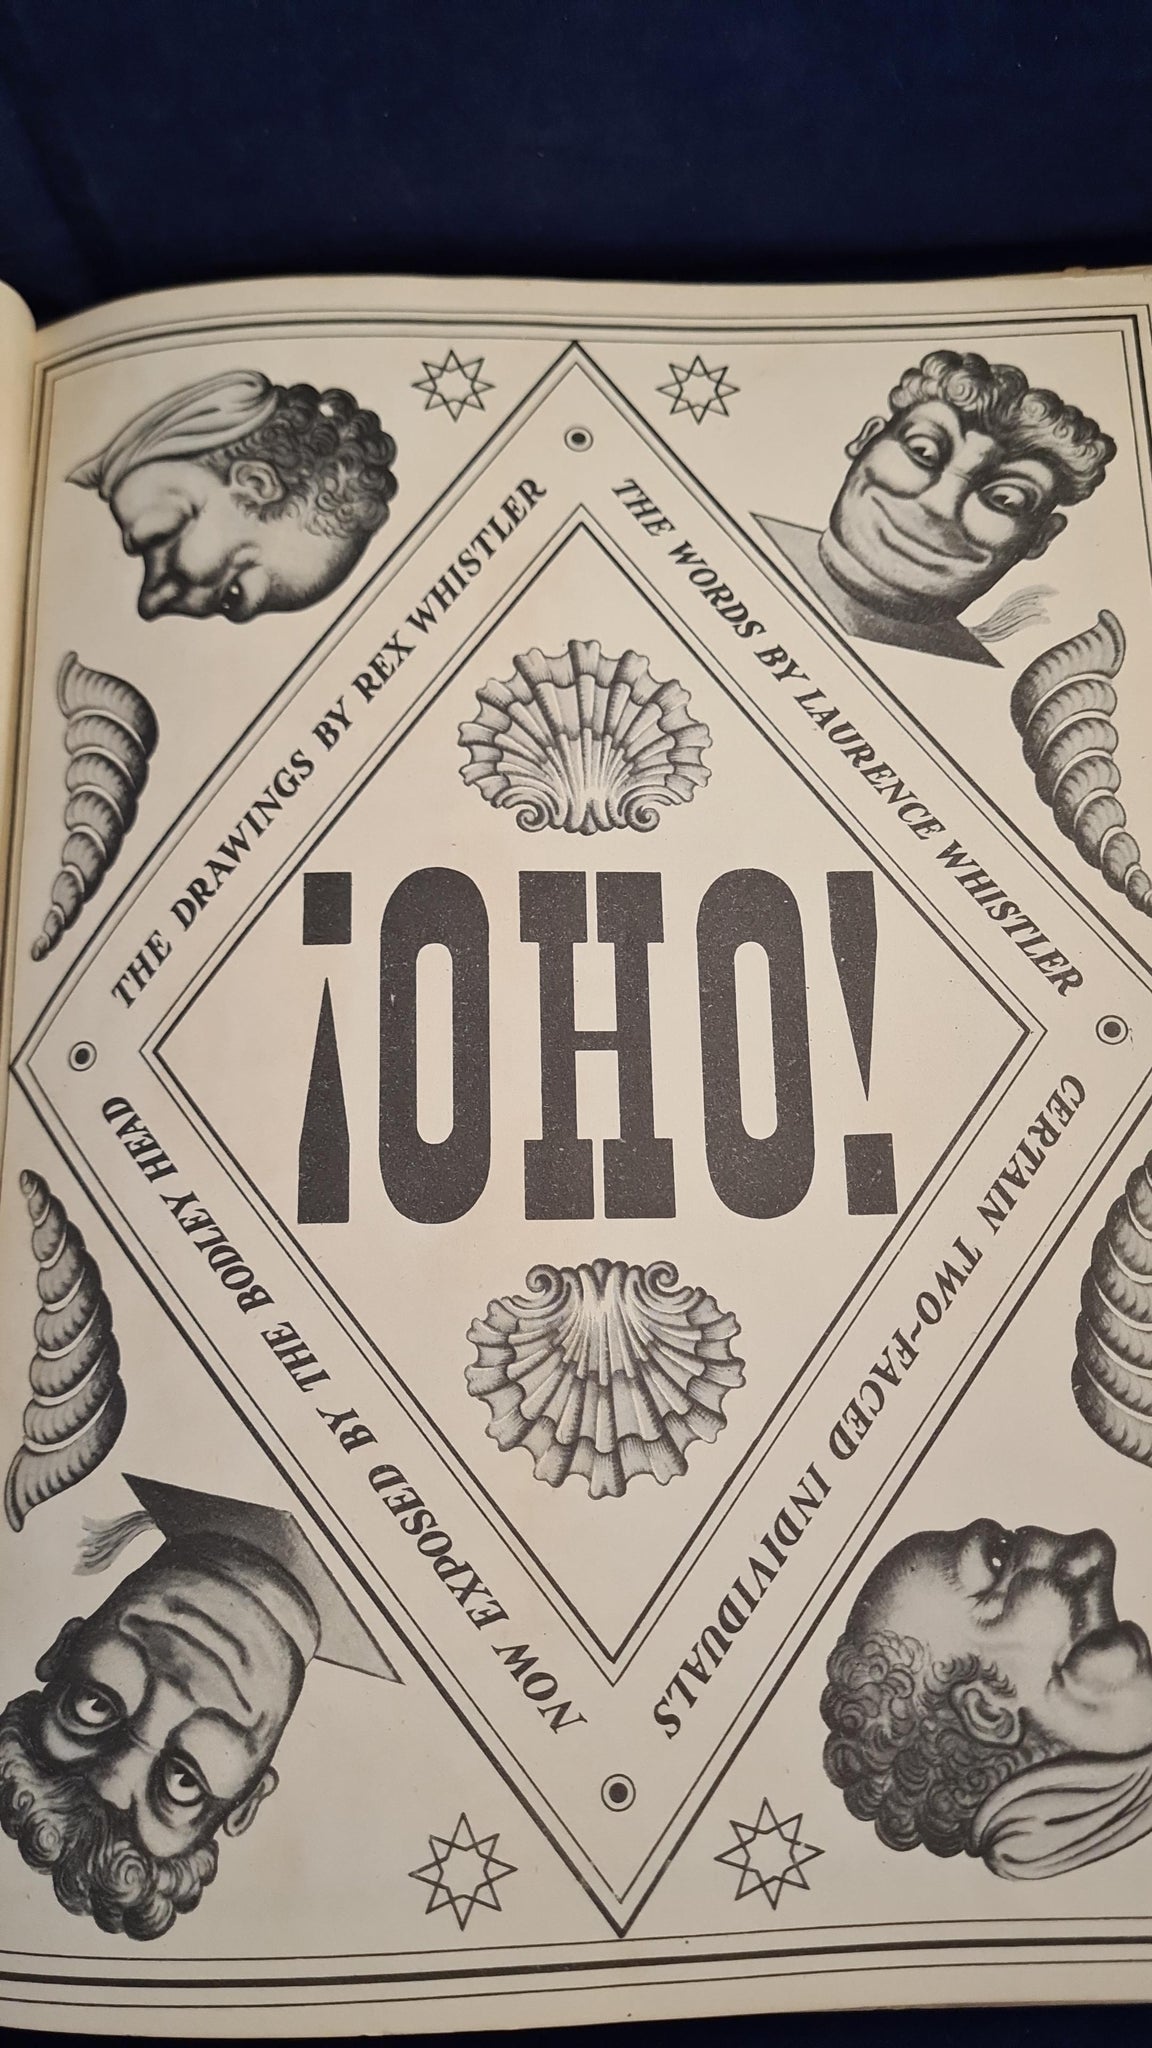 THE DRAWINGS BY REX WHISTLER
THE WORDS BY LAURENCE WHISTLER
¡OHO!
CERTAIN TWO-FACED INDIVIDUALS
NOW EXPOSED BY THE BODLEY HEAD